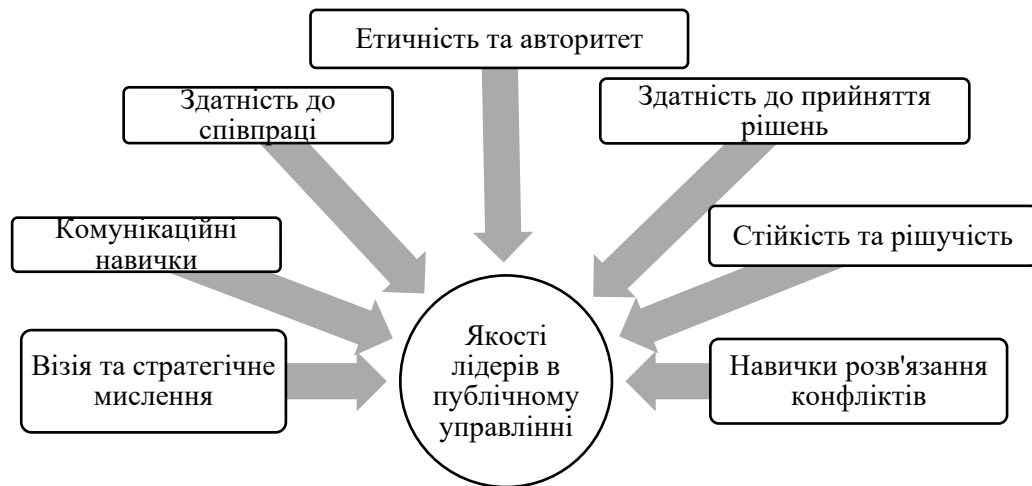 Етичність та авторитет
Здатність до
співпраці
Здатність до прийняття
рішень
Комунікаційні
навички
Стійкість та рішучість
Візія та стратегічне
мислення
Якості
лідерів в
публічному
управлінні
Навички розв'язання
конфліктів